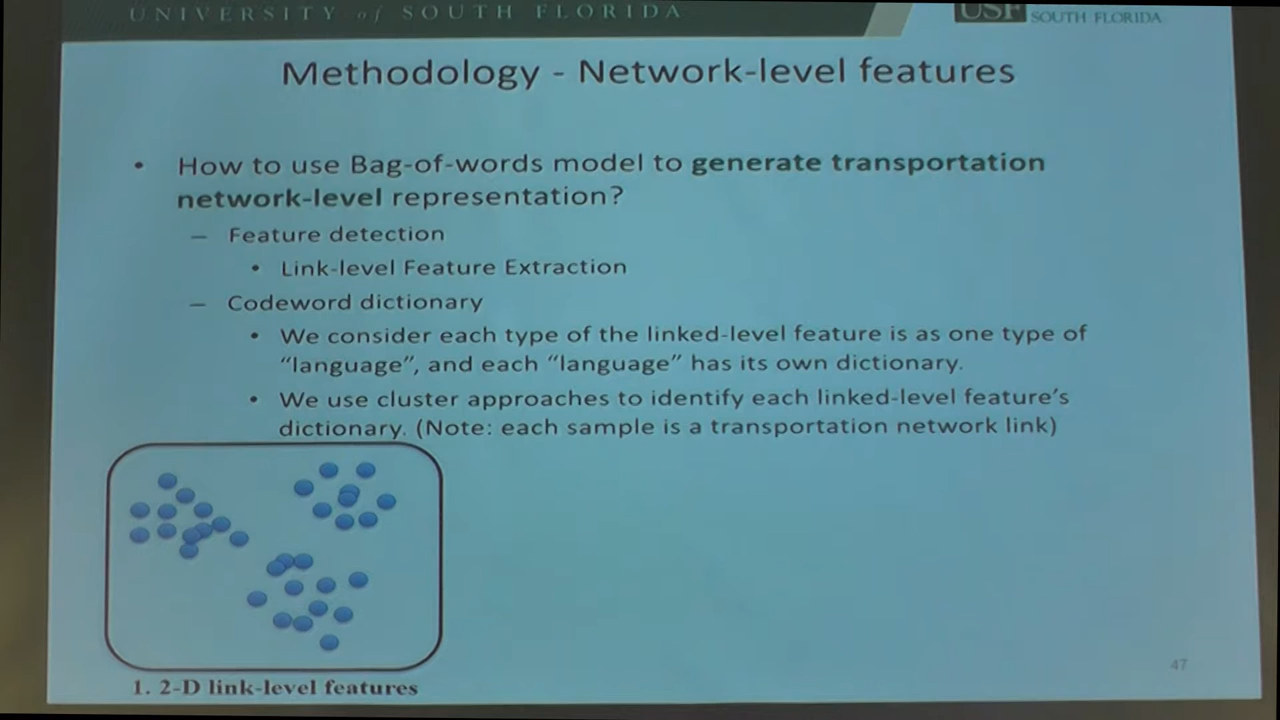 UNIVERSITY of SOUTH FLORIDA
USF SOUTH FLORIDA
Methodology - Network-level features
• How to use Bag-of-words model to generate transportation
network-level representation?
– Feature detection
• Link-level Feature Extraction
– Codeword dictionary
• We consider each type of the linked-level feature is as one type of
“language”, and each “language” has its own dictionary.
• We use cluster approaches to identify each linked-level feature’s
dictionary. (Note: each sample is a transportation network link)
1. 2-D link-level features
47